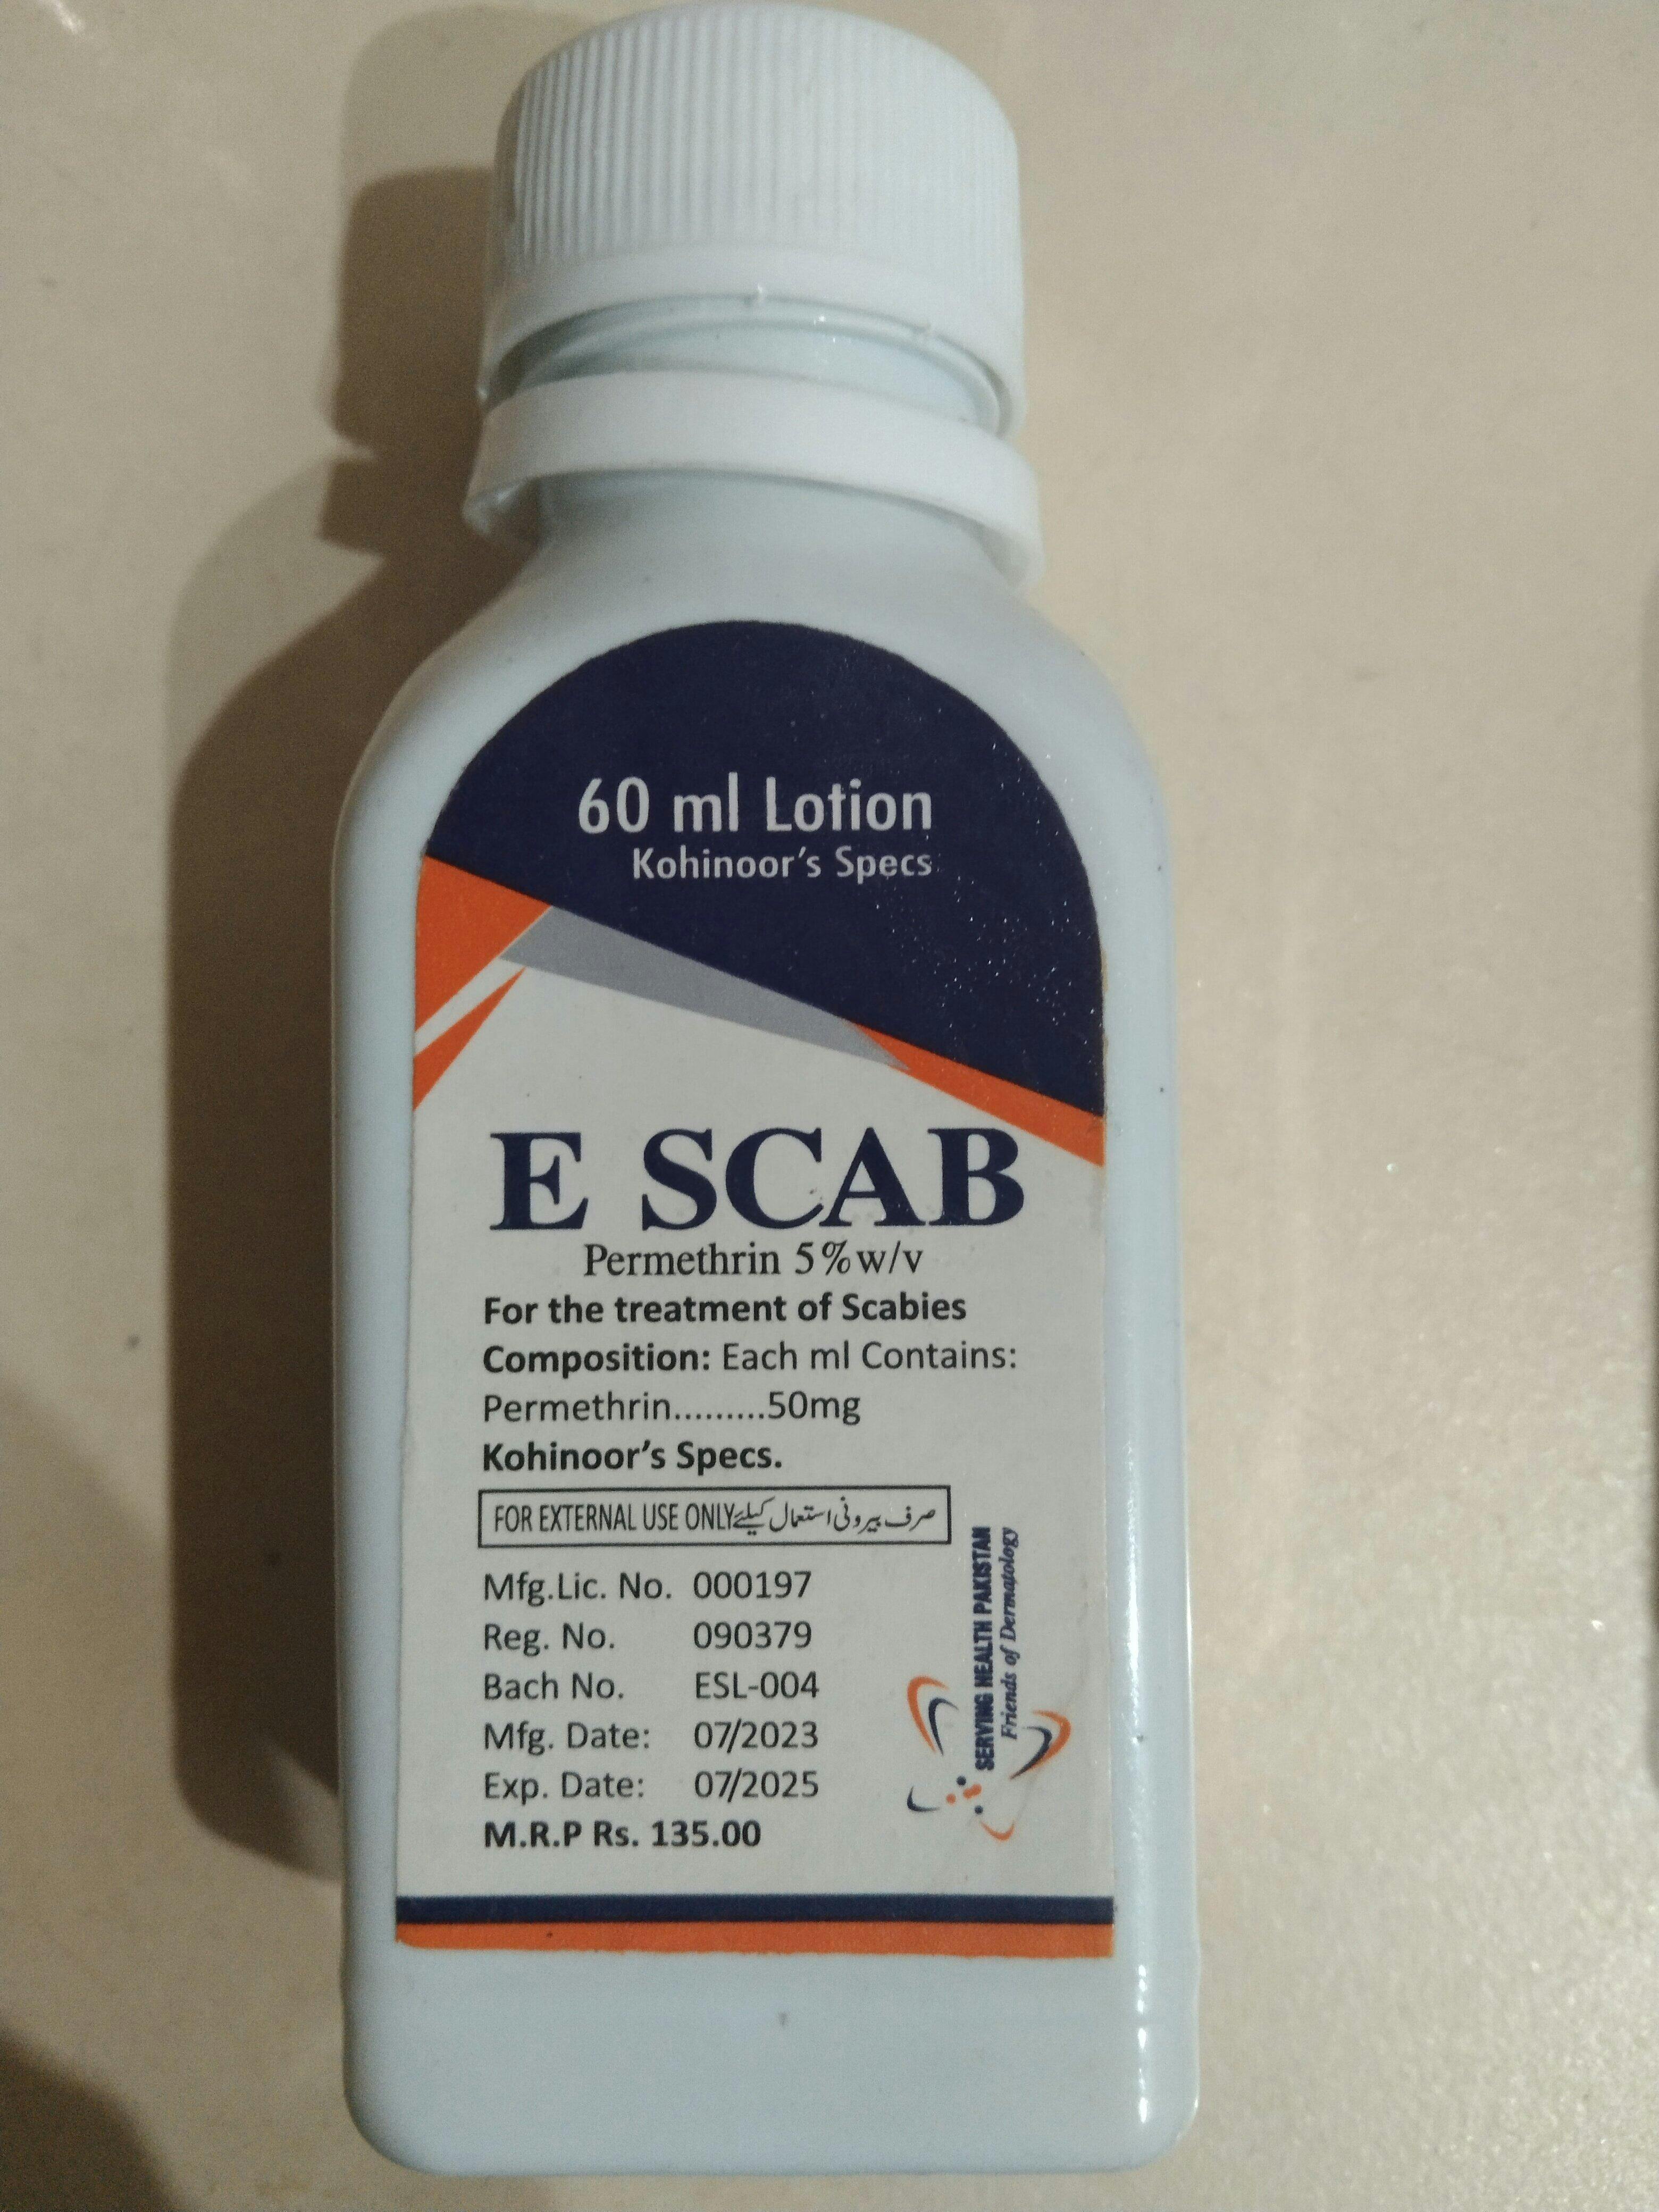 60 ml Lotion
Kohinoor's Specs
E SCAB
Permethrin 5%w/v
For the treatment of Scabies
Composition: Each ml Contains:
Permethrin.........50mg
Kohinoor's Specs.
FOR EXTERNAL USE ONLY صرف بیرونی استعمال کیلئے
Mfg.Lic. No. 000197
Reg. No. 090379
Bach No. ESL-004
Mfg. Date: 07/2023
Exp. Date: 07/2025
M.R.P Rs. 135.00
SERVING HEALTH PAKISTAN
Friends of Dermatology